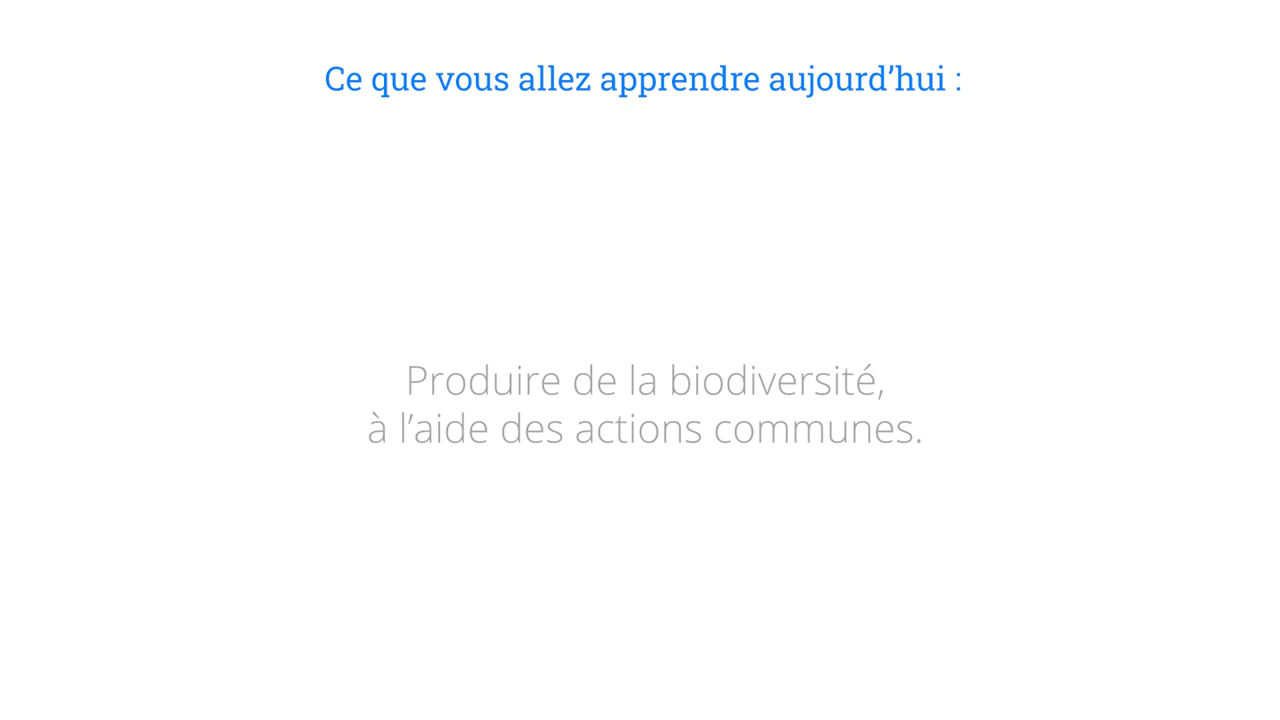 Ce que vous allez apprendre aujourd’hui :
Produire de la biodiversité,
à l’aide des actions communes.